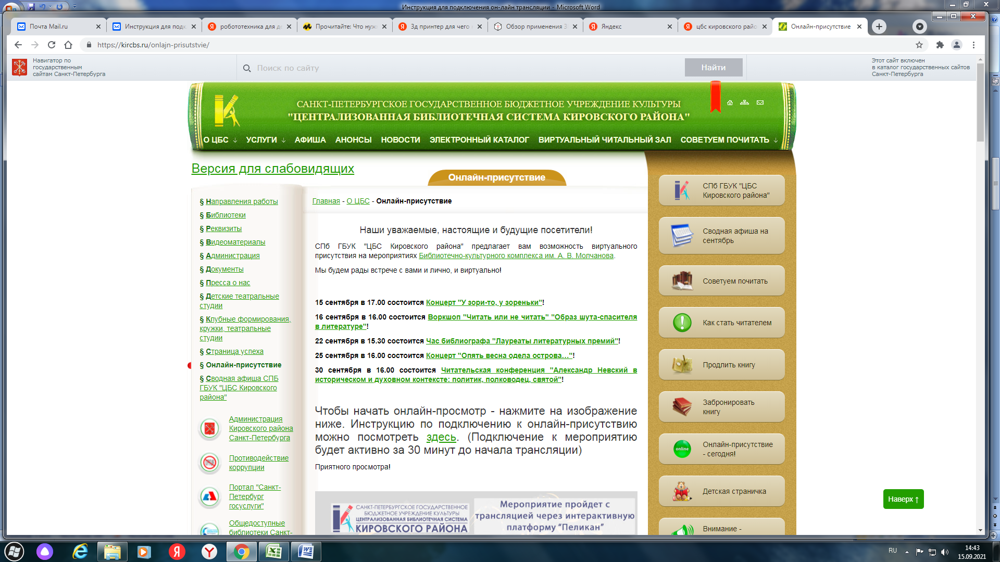 Инструкция для подключения он-лайн трансляции - Microsoft Word
Почта Mail.ru
Инструкция для подк
робототехника для де
Прочитайте: Что нуж
3д принтер для чего
Обзор применения 3
Яндекс
цбс кировского райо
Онлайн-присутствие
https://kircbs.ru/onlajn-prisutstvie/
Навигатор по
государственным
сайтам Санкт-Петербурга
Поиск по сайту
Найти
Этот сайт включен
в каталог государственных сайтов
Санкт-Петербурга
САНКТ-ПЕТЕРБУРГСКОЕ ГОСУДАРСТВЕННОЕ БЮДЖЕТНОЕ УЧРЕЖДЕНИЕ КУЛЬТУРЫ
"ЦЕНТРАЛИЗОВАННАЯ БИБЛИОТЕЧНАЯ СИСТЕМА КИРОВСКОГО РАЙОНА"
О ЦБС УСЛУГИ АФИША АНОНСЫ НОВОСТИ ЭЛЕКТРОННЫЙ КАТАЛОГ ВИРТУАЛЬНЫЙ ЧИТАЛЬНЫЙ ЗАЛ СОВЕТУЕМ ПОЧИТАТЬ
Версия для слабовидящих
§ Направления работы
§ Библиотеки
§ Реквизиты
§ Видеоматериалы
§ Администрация
§ Документы
§ Пресса о нас
§ Детские театральные
студии
§ Клубные формирования,
кружки, театральные
студии
§ Страница успеха
§ Онлайн-присутствие
§ Сводная афиша СПБ
ГБУК "ЦБС Кировского
района"
Администрация
Кировского района
Санкт-Петербурга
Противодействие
коррупции
Портал "Санкт-
Петербург
госуслуги"
Общедоступные
библиотеки Санкт-
Онлайн-присутствие
Главная - О ЦБС - Онлайн-присутствие
Наши уважаемые, настоящие и будущие посетители!
СПб ГБУК "ЦБС Кировского района" предлагает вам возможность виртуального
присутствия на мероприятиях Библиотечно-культурного комплекса им. А. В. Молчанова.
Мы будем рады встрече с вами и лично, и виртуально!
15 сентября в 17.00 состоится Концерт "У зори-то, у зореньки"!
16 сентября в 16.00 состоится Воркшоп "Читать или не читать" "Образ шута-спасителя
в литературе"!
22 сентября в 15.30 состоится Час библиографа "Лауреаты литературных премий"!
25 сентября в 16.00 состоится Концерт "Опять весна одела острова…"!
30 сентября в 16.00 состоится Читательская конференция "Александр Невский в
историческом и духовном контексте: политик, полководец, святой"!
Чтобы начать онлайн-просмотр - нажмите на изображение
ниже. Инструкцию по подключению к онлайн-присутствию
можно посмотреть здесь. (Подключение к мероприятию
будет активно за 30 минут до начала трансляции)
Приятного просмотра!
САНКТ-ПЕТЕРБУРГСКОЕ ГОСУДАРСТВЕННОЕ
БЮДЖЕТНОЕ УЧРЕЖДЕНИЕ КУЛЬТУРЫ
ЦЕНТРАЛИЗОВАННАЯ БИБЛИОТЕЧНАЯ СИСТЕМА
КИРОВСКОГО РАЙОНА
Мероприятие пройдет с
трансляцией через интерактивную
платформу “Пеликан”
СПб ГБУК "ЦБС
Кировского района"
Сводная афиша на
сентябрь
Советуем почитать
Как стать читателем
Продлить книгу
Забронировать
книгу
online
Онлайн-присутствие
- сегодня!
Детская страничка
Внимание -
Наверх ↑
RU
14:43
15.09.2021